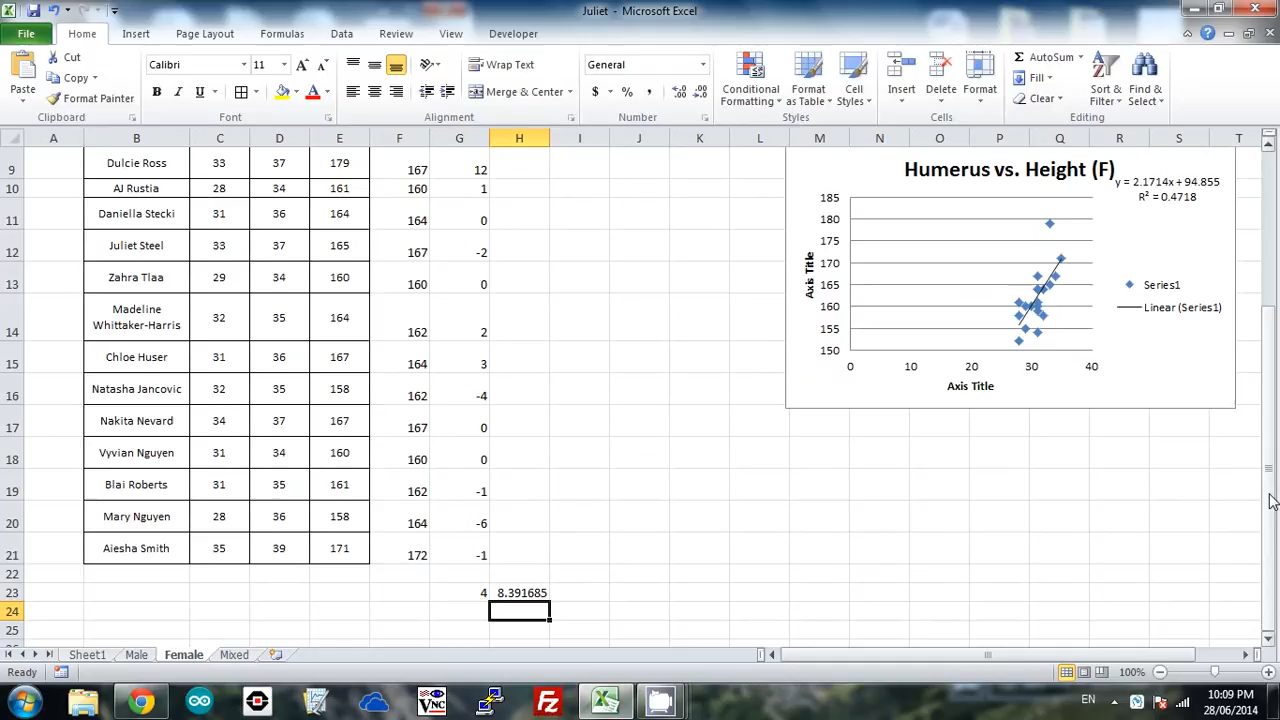 Juliet - Microsoft Excel
File Home Insert Page Layout Formulas Data Review View Developer
Cut
Copy
Format Painter
Paste
Clipboard
Calibri 11
B I U
Font
Wrap Text
Merge & Center
Alignment
General
$ % ,
Number
Conditional Formatting
Format as Table
Cell Styles
Styles
Insert Delete Format
Cells
AutoSum
Fill
Clear
Sort & Filter
Find & Select
Editing
A B C D E F G H I J K L M N O P Q R S T
9 Dulcie Ross 33 37 179 167 12
10 AJ Rustia 28 34 161 160 1
11 Daniella Stecki 31 36 164 164 0
12 Juliet Steel 33 37 165 167 -2
13 Zahra Tlaa 29 34 160 160 0
14 Madeline Whittaker-Harris 32 35 164 162 2
15 Chloe Huser 31 36 167 164 3
16 Natasha Jancovic 32 35 158 162 -4
17 Nakita Nevard 34 37 167 167 0
18 Vyvian Nguyen 31 34 160 160 0
19 Blai Roberts 31 35 161 162 -1
20 Mary Nguyen 28 36 158 164 -6
21 Aiesha Smith 35 39 171 172 -1
22
23 4 8.391685
24
25
Humerus vs. Height (F)
y = 2.1714x + 94.855
R² = 0.4718
185
180
175
170
165
160
155
150
0 10 20 30 40
Axis Title
Axis Title
Series1
Linear (Series1)
Sheet1 Male Female Mixed
Ready
100%
EN
10:09 PM
28/06/2014